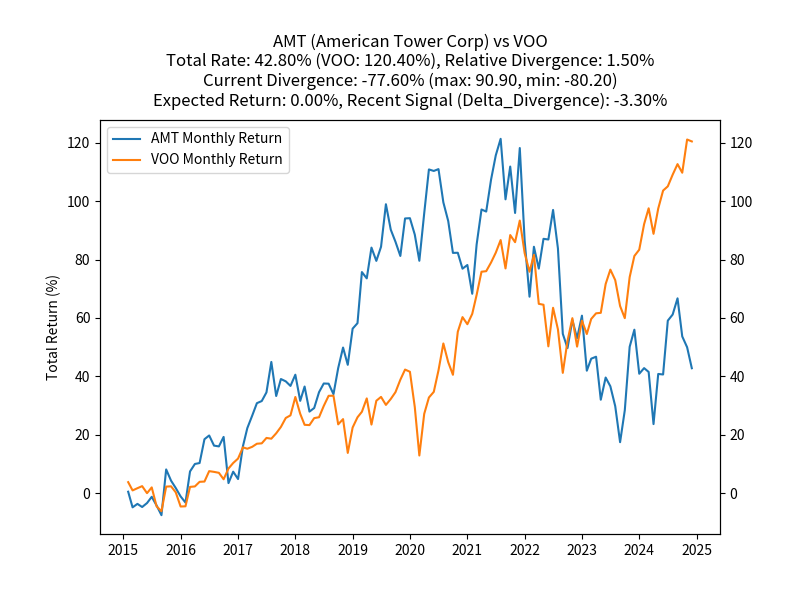 AMT (American Tower Corp) vs VOO
Total Rate: 42.80% (VOO: 120.40%), Relative Divergence: 1.50%
Current Divergence: -77.60% (max: 90.90, min: -80.20)
Expected Return: 0.00%, Recent Signal (Delta_Divergence): -3.30%
AMT Monthly Return
VOO Monthly Return
Total Return (%)
120
100
80
60
40
20
0
120
100
80
60
40
20
0
2015 2016 2017 2018 2019 2020 2021 2022 2023 2024 2025